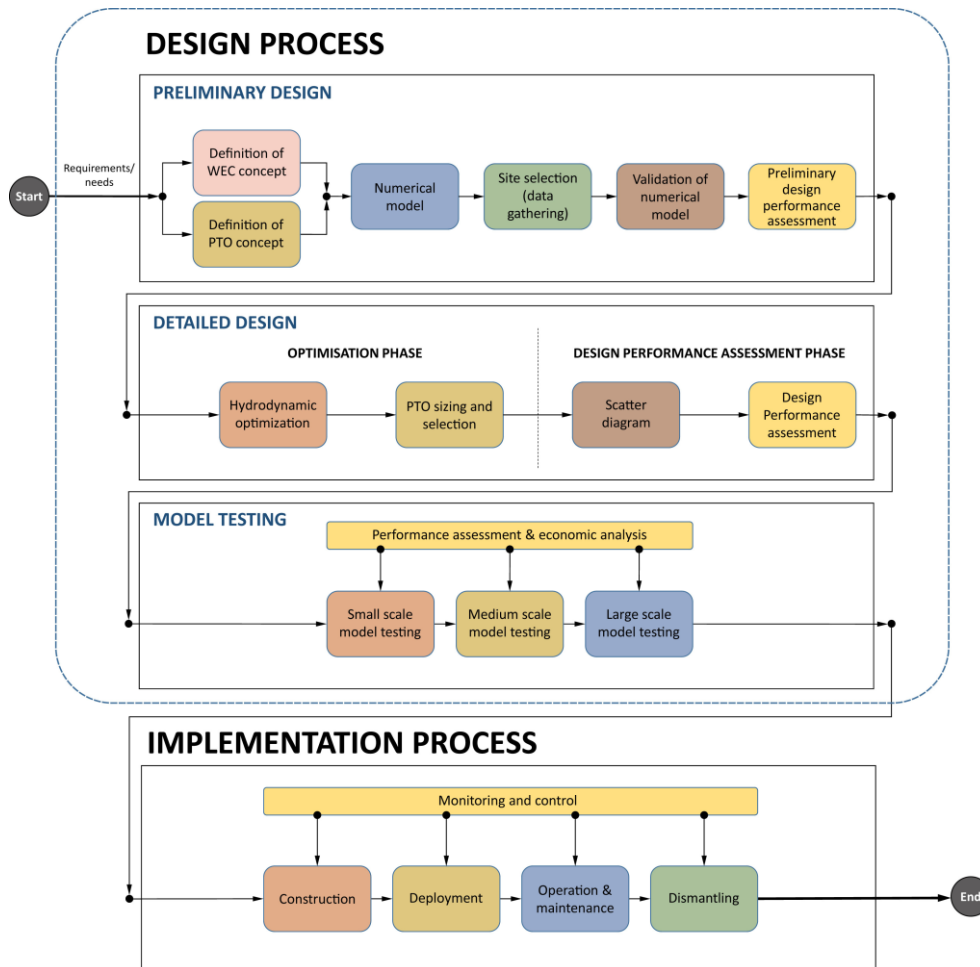 DESIGN PROCESS
PRELIMINARY DESIGN
Start
Requirements/
needs
Definition of
WEC concept
Definition of
PTO concept
Numerical
model
Site selection
(data
gathering)
Validation of
numerical
model
Preliminary
design
performance
assessment
DETAILED DESIGN
OPTIMISATION PHASE
DESIGN PERFORMANCE ASSESSMENT PHASE
Hydrodynamic
optimization
PTO sizing and
selection
Scatter
diagram
Design
Performance
assessment
MODEL TESTING
Performance assessment & economic analysis
Small scale
model testing
Medium scale
model testing
Large scale
model testing
IMPLEMENTATION PROCESS
Monitoring and control
Construction
Deployment
Operation &
maintenance
Dismantling
End